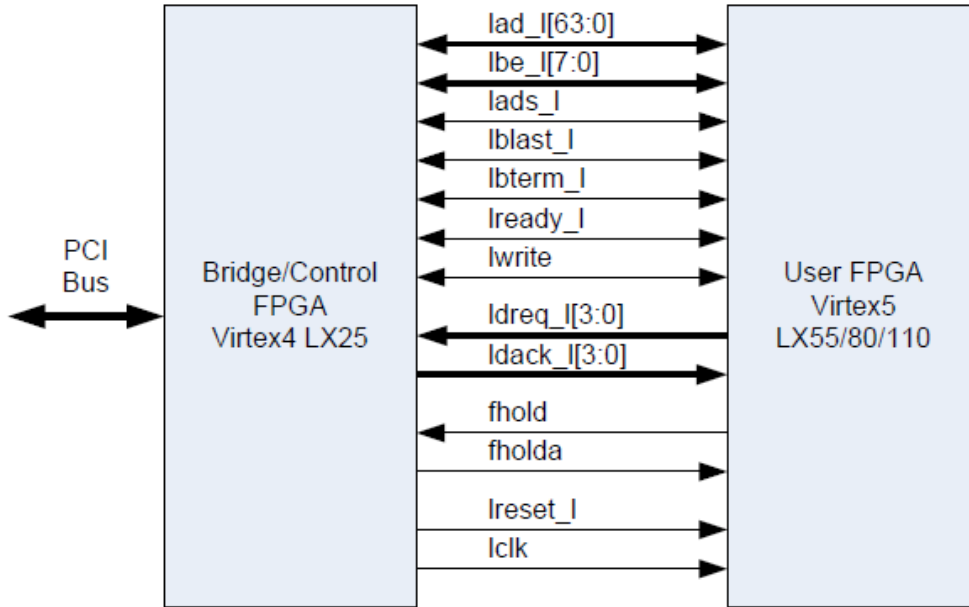 lad_l[63:0]
lbe_l[7:0]
lads_l
lblast_l
lbterm_l
lready_l
lwrite
ldreq_l[3:0]
ldack_l[3:0]
fhold
fholda
lreset_l
lclk
PCI
Bus
Bridge/Control
FPGA
Virtex4 LX25
User FPGA
Virtex5
LX55/80/110